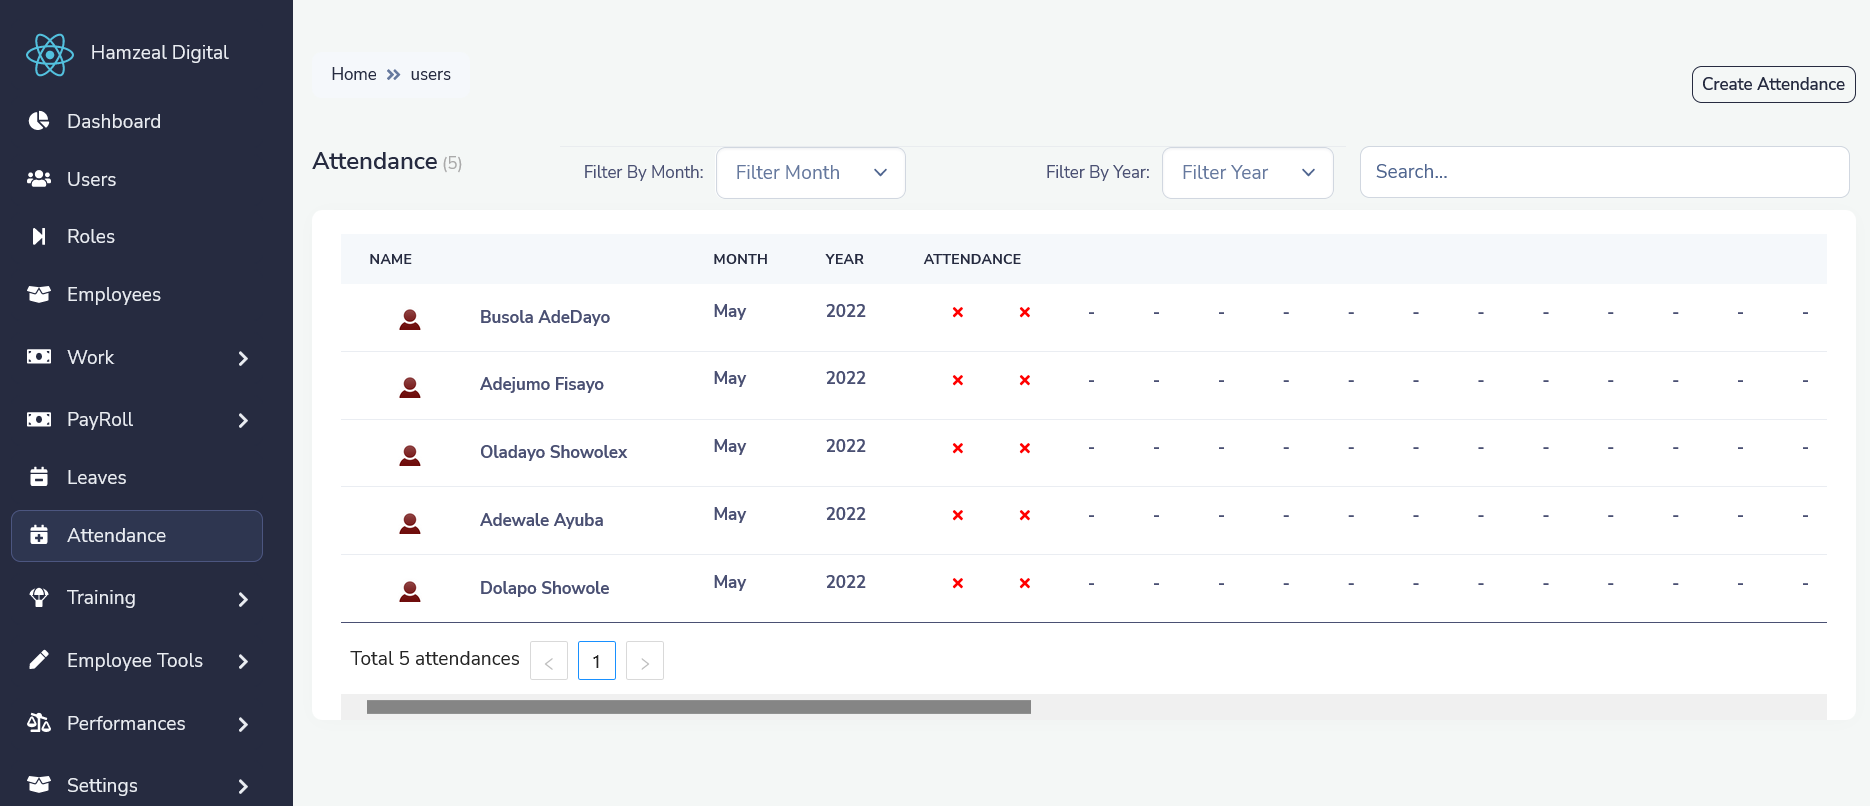 Hamzeal Digital
Dashboard
Users
Roles
Employees
Work
PayRoll
Leaves
Attendance
Training
Employee Tools
Performances
Settings
Home » users
Create Attendance
Attendance (5)
Filter By Month: Filter Month
Filter By Year: Filter Year
Search...
NAME MONTH YEAR ATTENDANCE
Busola AdeDayo May 2022 × × - - - - - - - - - - - -
Adejumo Fisayo May 2022 × × - - - - - - - - - - - -
Oladayo Showolex May 2022 × × - - - - - - - - - - - -
Adewale Ayuba May 2022 × × - - - - - - - - - - - -
Dolapo Showole May 2022 × × - - - - - - - - - - - -
Total 5 attendances < 1 >